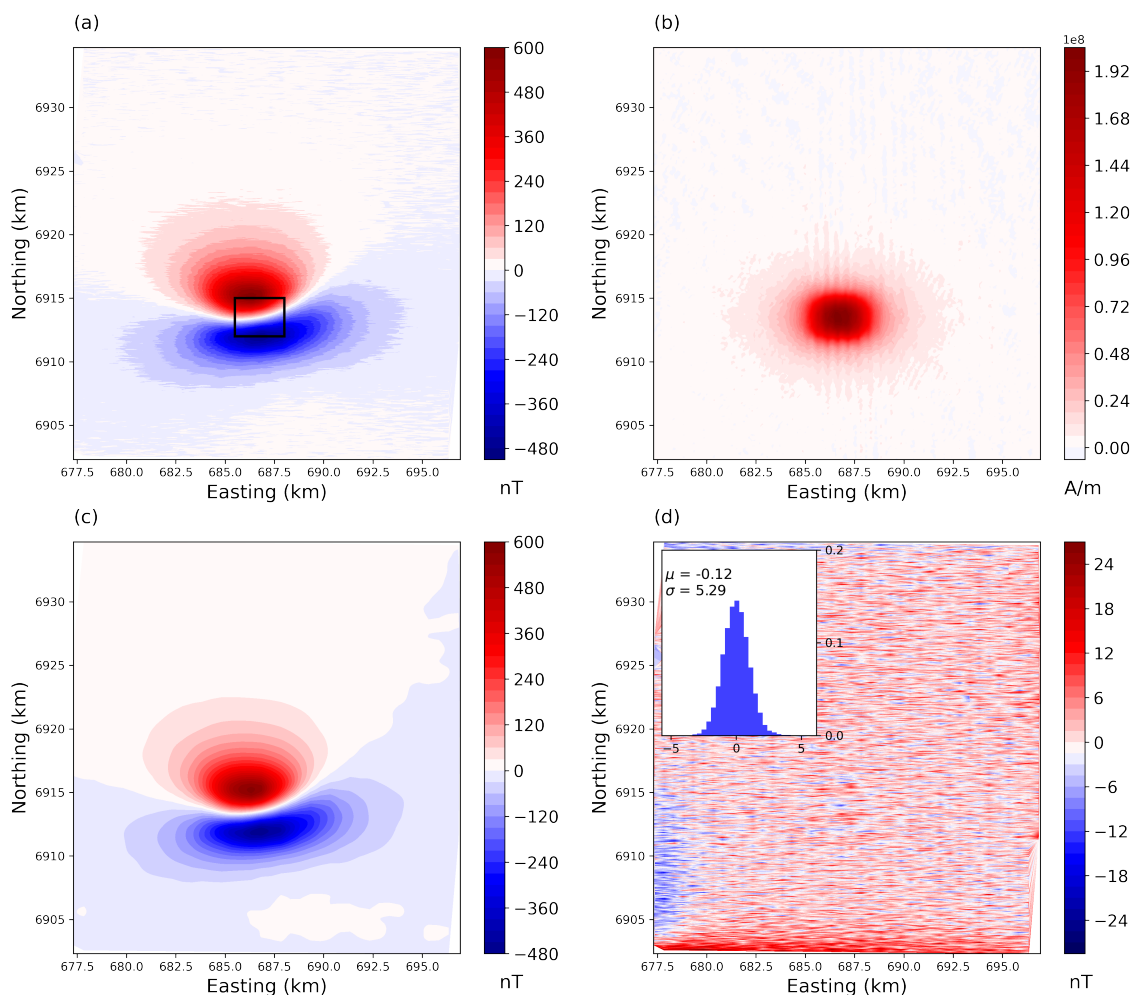 (a)
600
480
360
240
120
0
−120
−240
−360
−480
nT
6930
6925
6920
6915
6910
6905
Northing (km)
677.5 680.0 682.5 685.0 687.5 690.0 692.5 695.0
Easting (km)
(b)
1e8
1.92
1.68
1.44
1.20
0.96
0.72
0.48
0.24
0.00
A/m
6930
6925
6920
6915
6910
6905
Northing (km)
677.5 680.0 682.5 685.0 687.5 690.0 692.5 695.0
Easting (km)
(c)
600
480
360
240
120
0
−120
−240
−360
−480
nT
6930
6925
6920
6915
6910
6905
Northing (km)
677.5 680.0 682.5 685.0 687.5 690.0 692.5 695.0
Easting (km)
(d)
μ = -0.12
σ = 5.29
0.2
0.1
0.0
−5 0 5
24
18
12
6
0
−6
−12
−18
−24
nT
6930
6925
6920
6915
6910
6905
Northing (km)
677.5 680.0 682.5 685.0 687.5 690.0 692.5 695.0
Easting (km)